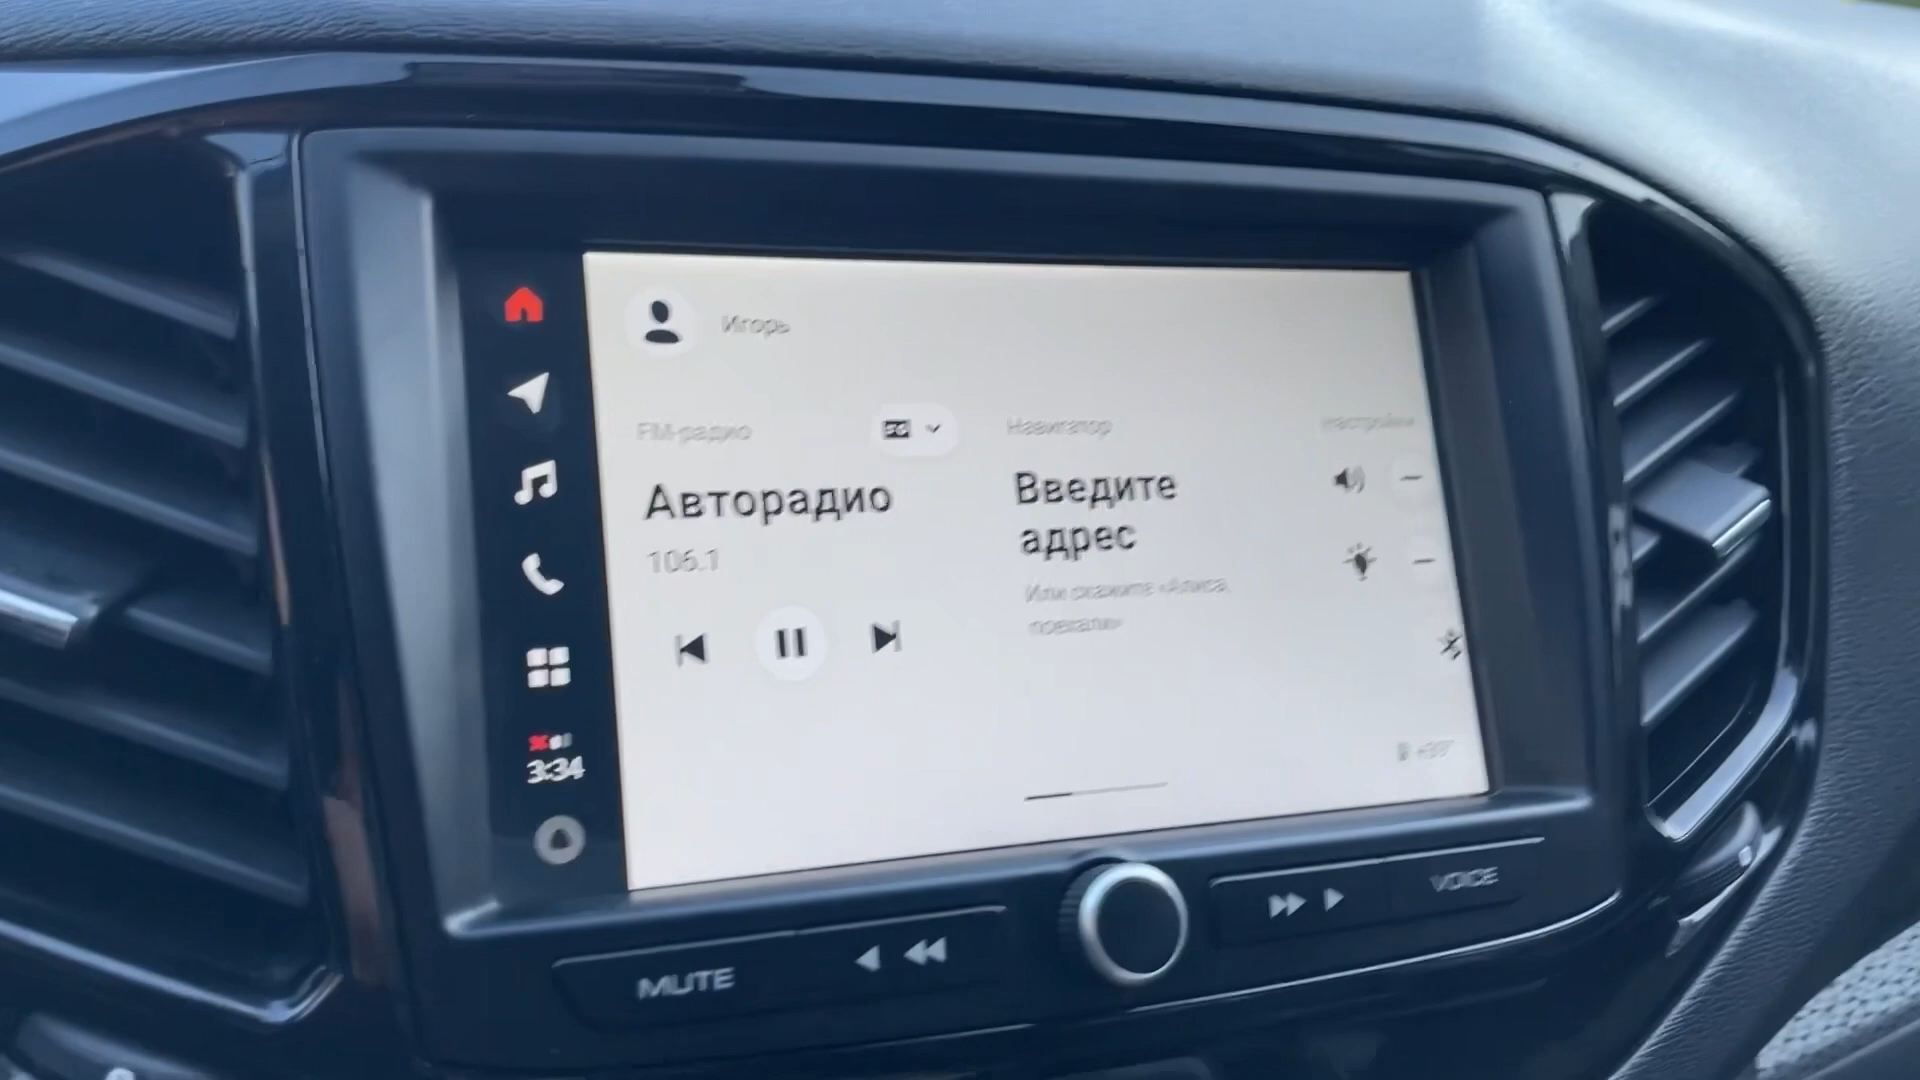 Игорь
FM-радио
Навигатор
настройки
Авторадио
106.1
Введите
адрес
Или скажите «Алиса,
поехали»
3:34
MUTE
VOICE